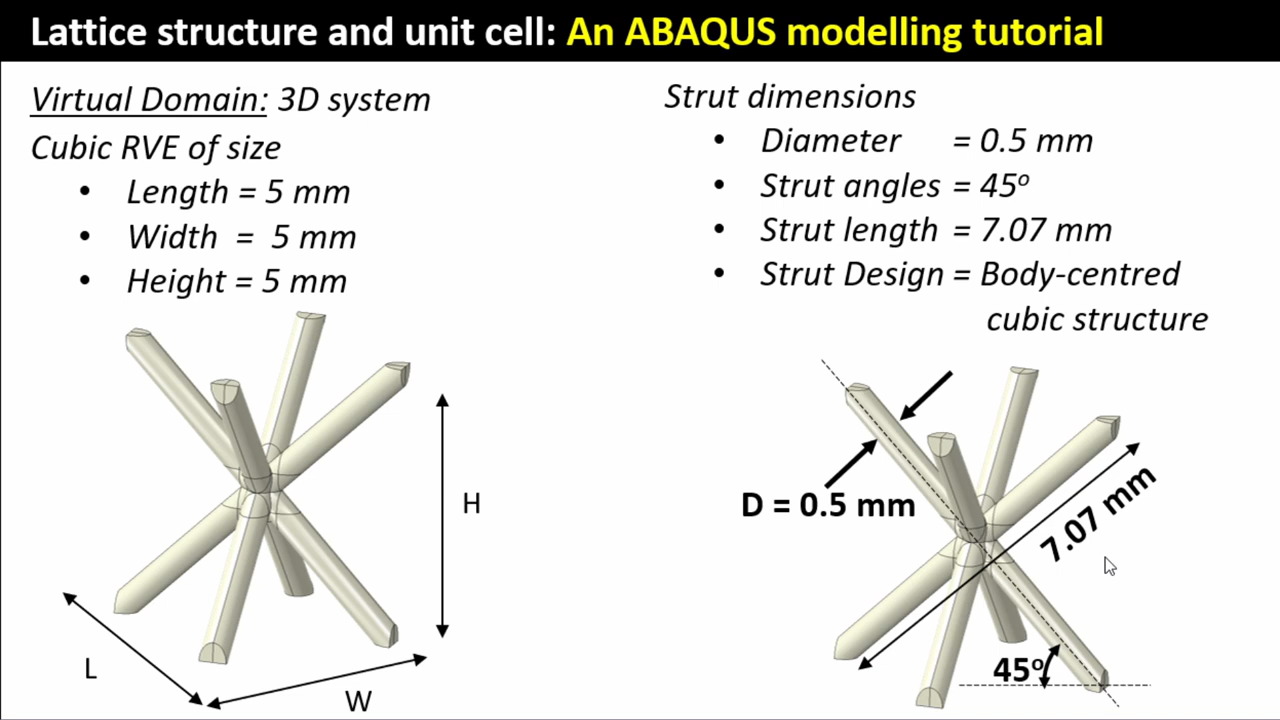 Lattice structure and unit cell: An ABAQUS modelling tutorial
Virtual Domain: 3D system
Cubic RVE of size
• Length = 5 mm
• Width = 5 mm
• Height = 5 mm
Strut dimensions
• Diameter = 0.5 mm
• Strut angles = 45º
• Strut length = 7.07 mm
• Strut Design = Body-centred
cubic structure
H
L
W
D = 0.5 mm
7.07 mm
45º